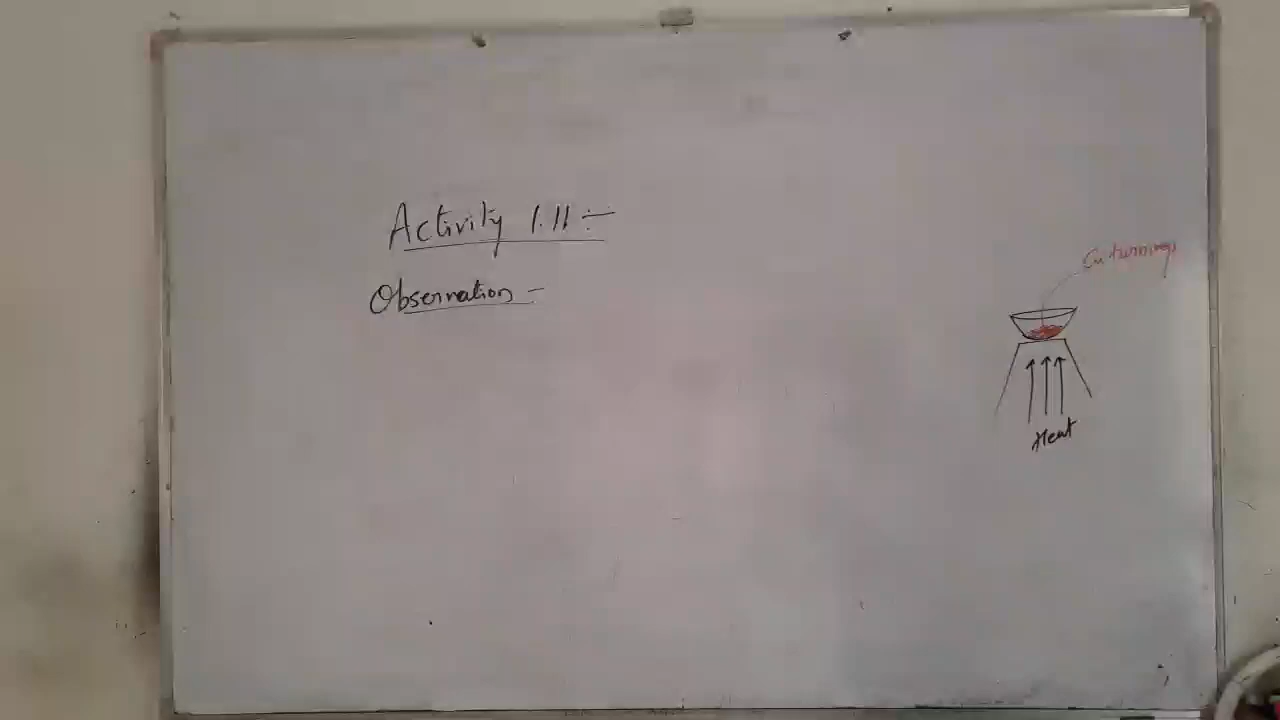 Activity 1.11 :-
Observation -
Cu turnings
Heat